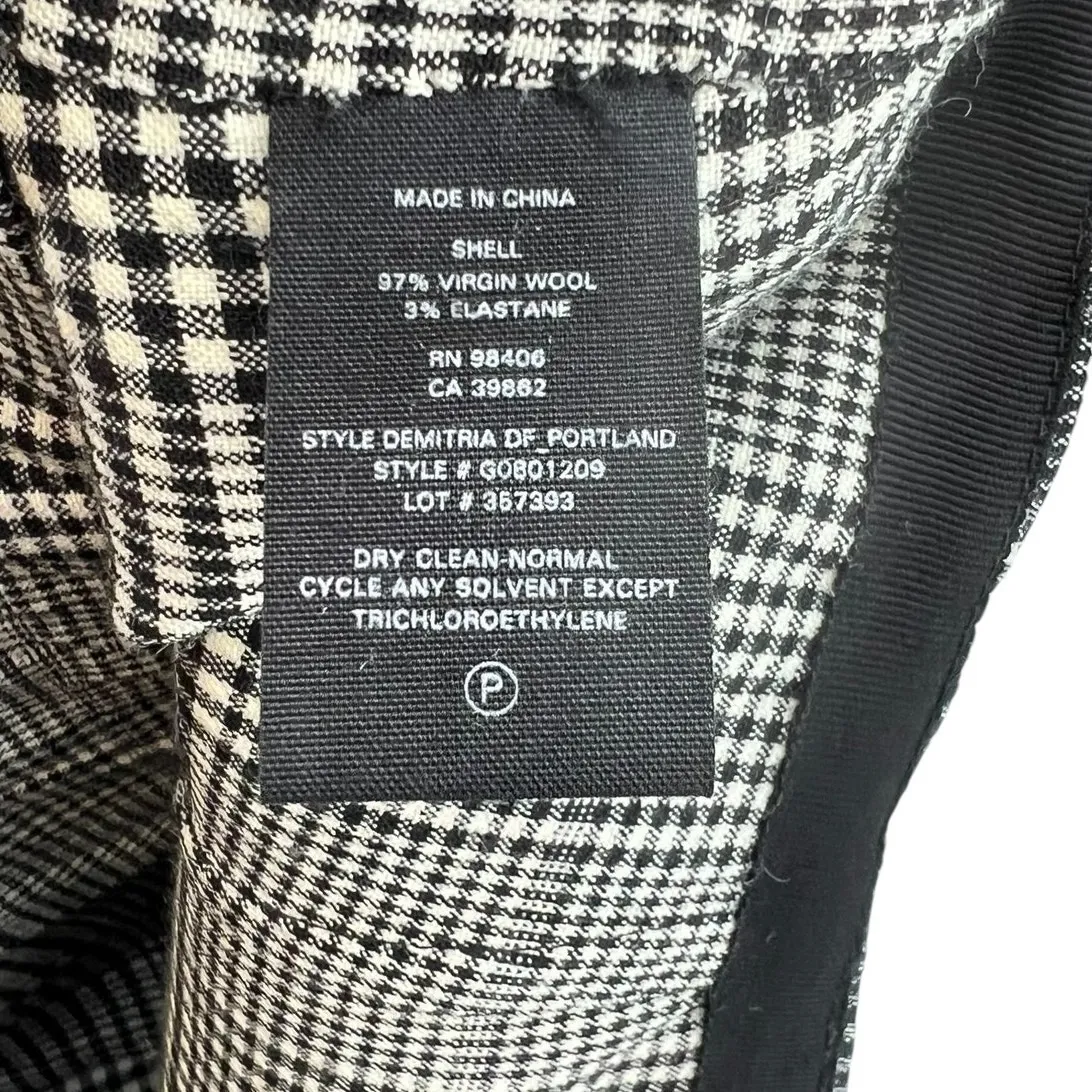 MADE IN CHINA
SHELL
97% VIRGIN WOOL
3% ELASTANE
RN 98406
CA 39862
STYLE DEMITRIA DF_PORTLAND
STYLE # G0801209
LOT # 367393
DRY CLEAN-NORMAL
CYCLE ANY SOLVENT EXCEPT
TRICHLOROETHYLENE
P